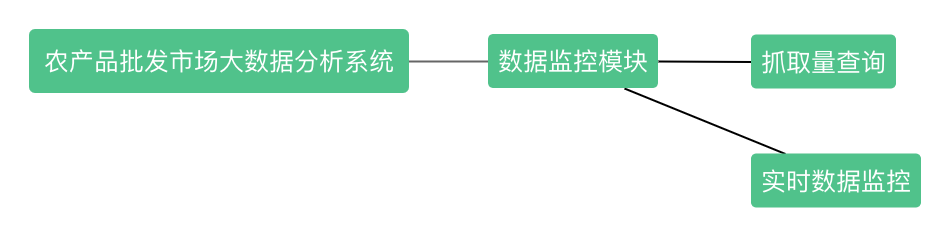 农产品批发市场大数据分析系统
数据监控模块
抓取量查询
实时数据监控